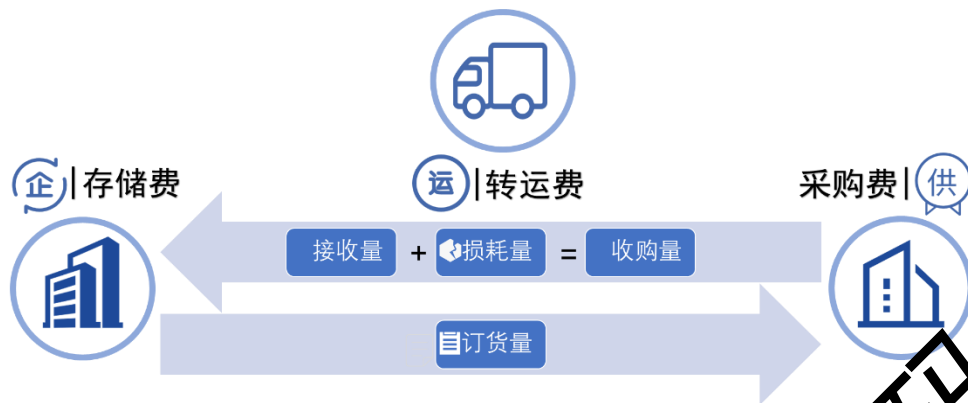 企|存储费
运|转运费
采购费|供
接收量 + 损耗量 = 收购量
订货量